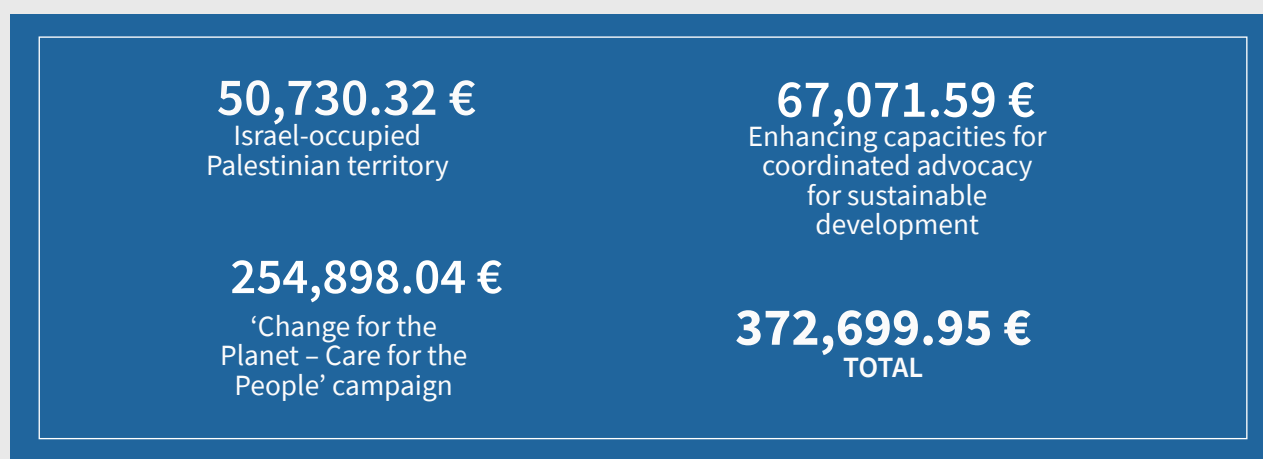 50,730.32 €
Israel-occupied
Palestinian territory
67,071.59 €
Enhancing capacities for
coordinated advocacy
for sustainable
development
254,898.04 €
‘Change for the
Planet – Care for the
People’ campaign
372,699.95 €
TOTAL